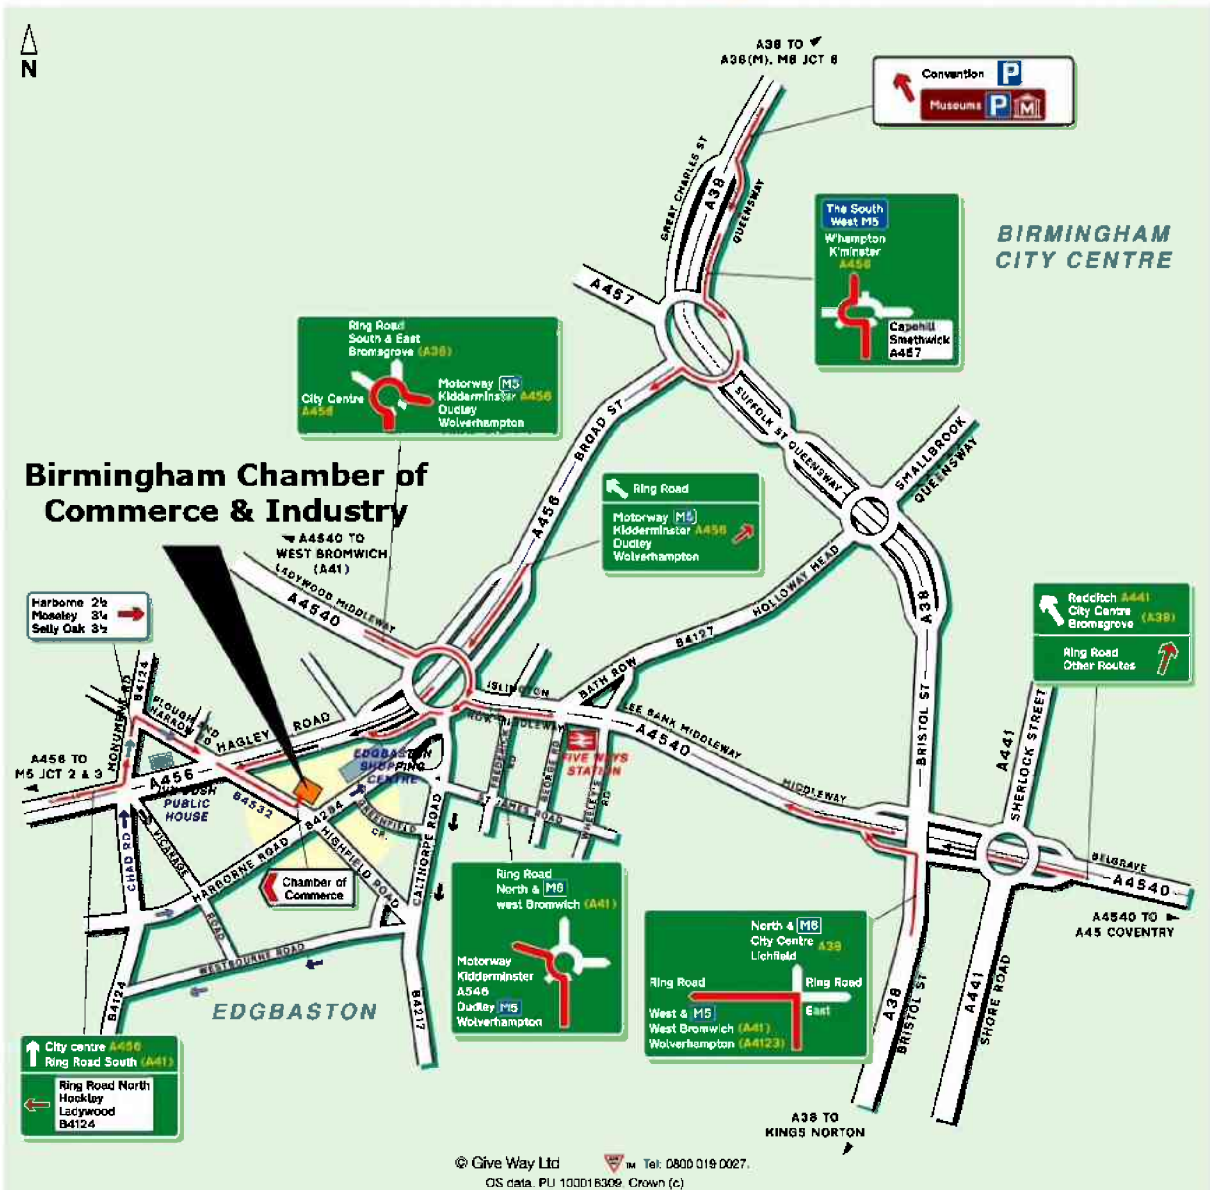 N
A38 TO
A38(M), M6 JCT 6
Convention P
Museums P M
GREAT CHARLES ST
A38
QUEENSWAY
The South
West M5
W'hampton
K'minster
A456
Capehill
Smethwick
A457
BIRMINGHAM
CITY CENTRE
A457
Ring Road
South & East
Bromsgrove (A38)
City Centre
A456
Motorway M5
Kidderminster A456
Dudley
Wolverhampton
BROAD ST
A456
SUFFOLK ST QUEENSWAY
SMALLBROOK
QUEENSWAY
Birmingham Chamber of
Commerce & Industry
Ring Road
Motorway M5
Kidderminster A456
Dudley
Wolverhampton
A4540 TO
WEST BROMWICH
(A41)
LADYWOOD MIDDLEWAY
A4540
HOLLOWAY HEAD
B4127
A38
Harborne 2½
Moseley 3¼
Selly Oak 3½
Redditch A441
City Centre
Bromsgrove (A38)
Ring Road
Other Routes
B4124
MONUMENT RD
PLOUGH AND
HARROW RD
HAGLEY ROAD
ISLINGTON
ROW MIDDLEWAY
BATH ROW
LEE BANK MIDDLEWAY
A4540
BRISTOL ST
A441
SHERLOCK STREET
A456 TO
M5 JCT 2 & 3
A456
PUBLIC
HOUSE
B4532
EDGBASTON
SHOPPING
CENTRE
FIVE WAYS
STATION
FREDERICK
RD
GEORGE RD
WHEELEY'S
RD
ST JAMES ROAD
MIDDLEWAY
BELGRAVE
A4540
A4540 TO
A45 COVENTRY
CHAD RD
VICARAGE
ROAD
HARBORNE ROAD
B4284
GREENFIELD
CR.
HIGHFIELD ROAD
CALTHORPE ROAD
Chamber of
Commerce
WESTBOURNE ROAD
EDGBASTON
B4124
B4217
Ring Road
North & M6
west Bromwich (A41)
Motorway
Kidderminster
A546
Dudley M5
Wolverhampton
North & M6
City Centre A38
Lichfield
Ring Road
Ring Road
East
West & M5
West Bromwich (A41)
Wolverhampton (A4123)
A38
BRISTOL ST
A441
SHORE ROAD
City centre A456
Ring Road South (A41)
Ring Road North
Hockley
Ladywood
B4124
A38 TO
KINGS NORTON
© Give Way Ltd TM Tel: 0800 019 0027.
OS data. PU 100018309. Crown (c)